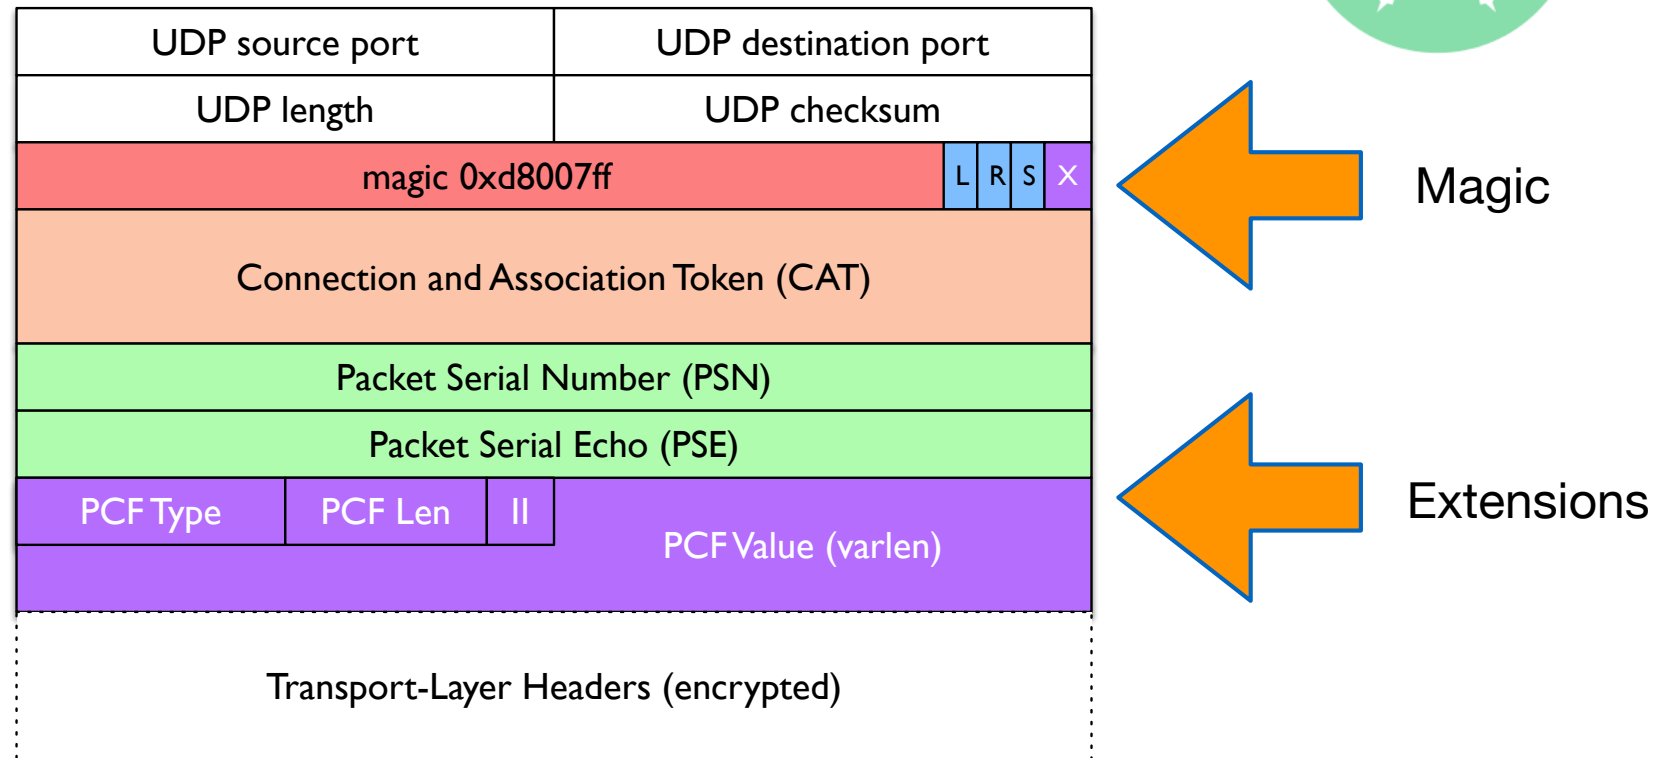 UDP source port
UDP destination port
UDP length
UDP checksum
magic 0xd8007ff
L
R
S
X
Magic
Connection and Association Token (CAT)
Packet Serial Number (PSN)
Packet Serial Echo (PSE)
PCF Type
PCF Len
II
PCF Value (varlen)
Extensions
Transport-Layer Headers (encrypted)